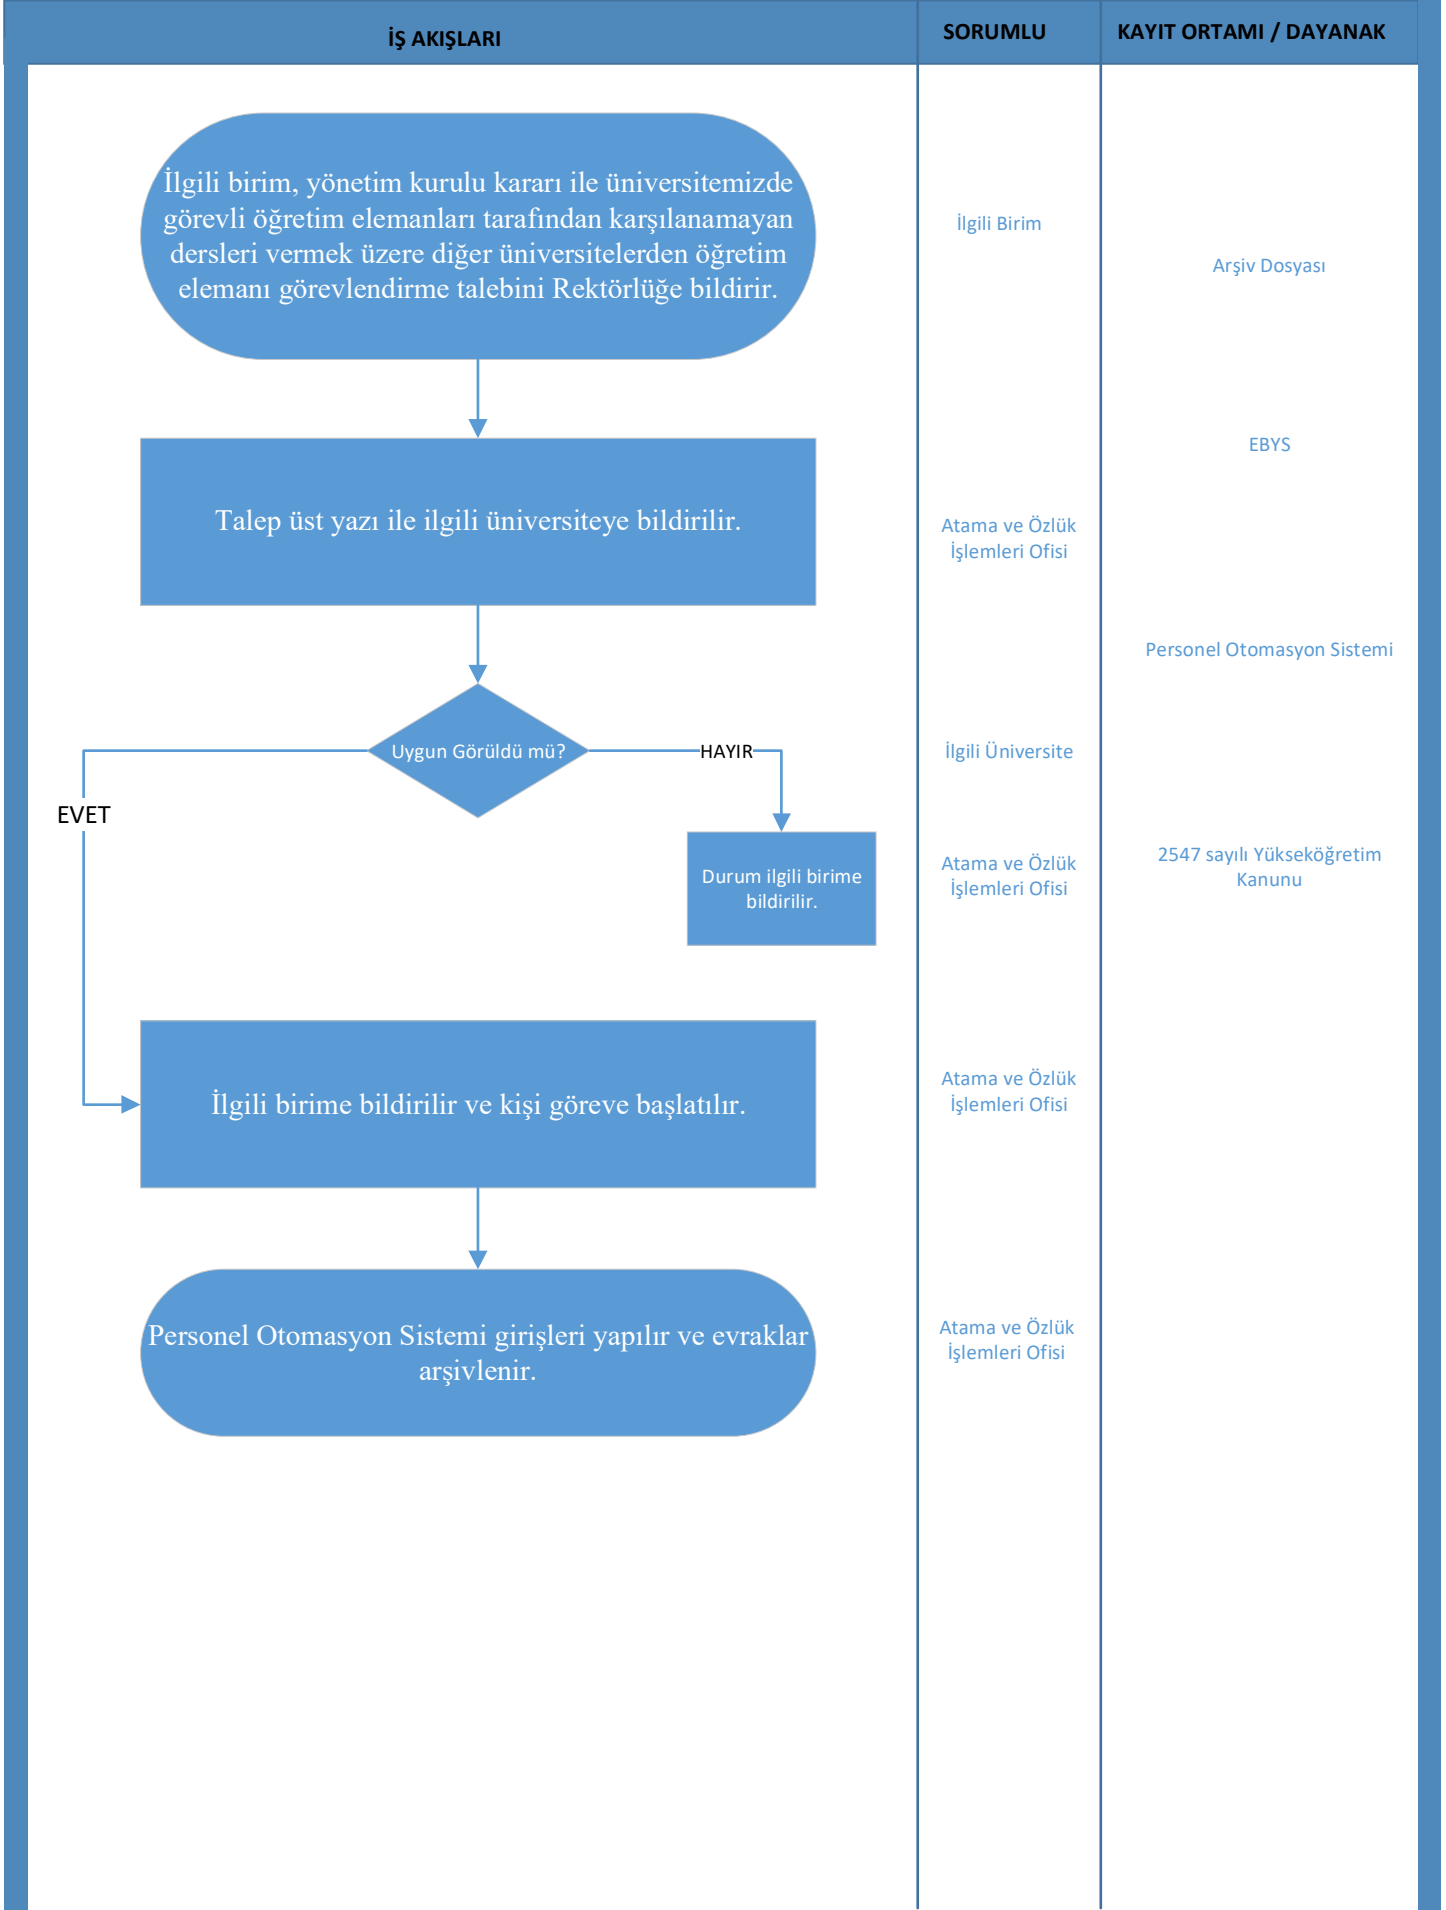 İŞ AKIŞLARI
SORUMLU
KAYIT ORTAMI / DAYANAK
İlgili birim, yönetim kurulu kararı ile üniversitemizde
görevli öğretim elemanları tarafından karşılanamayan
dersleri vermek üzere diğer üniversitelerden öğretim
elemanı görevlendirme talebini Rektörlüğe bildirir.
İlgili Birim
Arşiv Dosyası
EBYS
Talep üst yazı ile ilgili üniversiteye bildirilir.
Atama ve Özlük
İşlemleri Ofisi
Personel Otomasyon Sistemi
Uygun Görüldü mü?
HAYIR
İlgili Üniversite
EVET
Durum ilgili birime
bildirilir.
Atama ve Özlük
İşlemleri Ofisi
2547 sayılı Yükseköğretim
Kanunu
İlgili birime bildirilir ve kişi göreve başlatılır.
Atama ve Özlük
İşlemleri Ofisi
Personel Otomasyon Sistemi girişleri yapılır ve evraklar
arşivlenir.
Atama ve Özlük
İşlemleri Ofisi